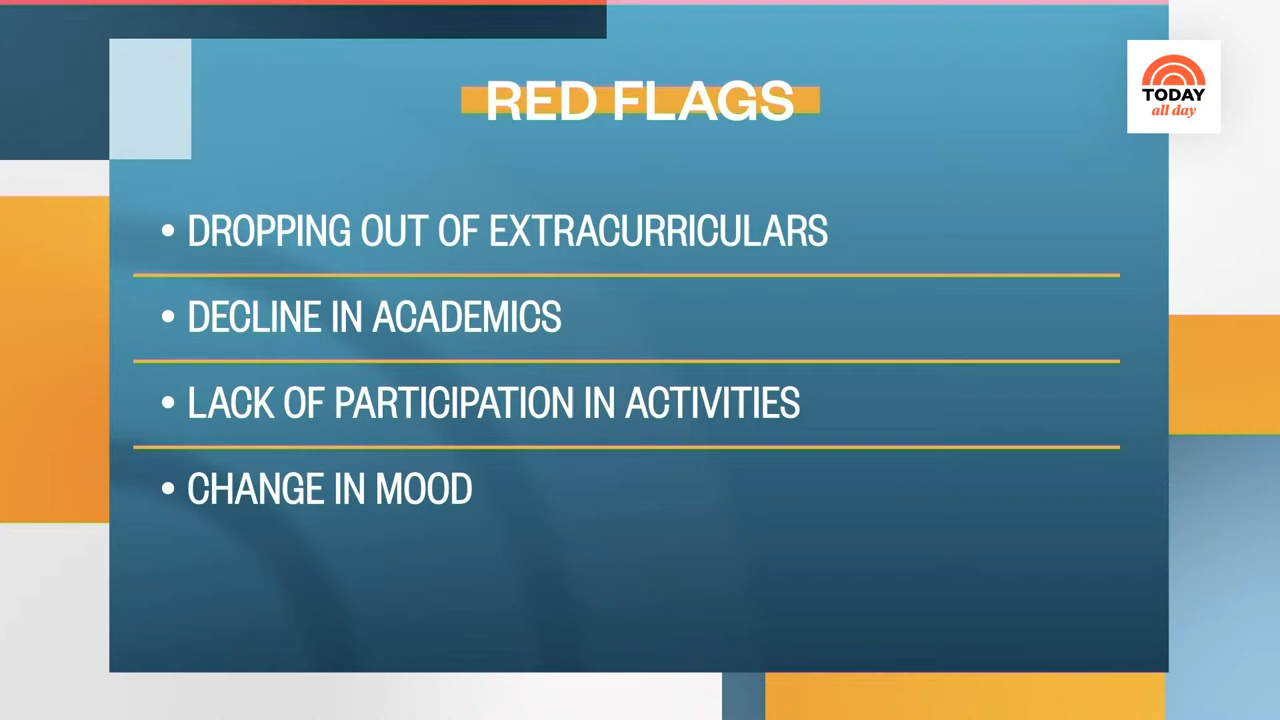 RED FLAGS
TODAY
all day
• DROPPING OUT OF EXTRACURRICULARS
• DECLINE IN ACADEMICS
• LACK OF PARTICIPATION IN ACTIVITIES
• CHANGE IN MOOD